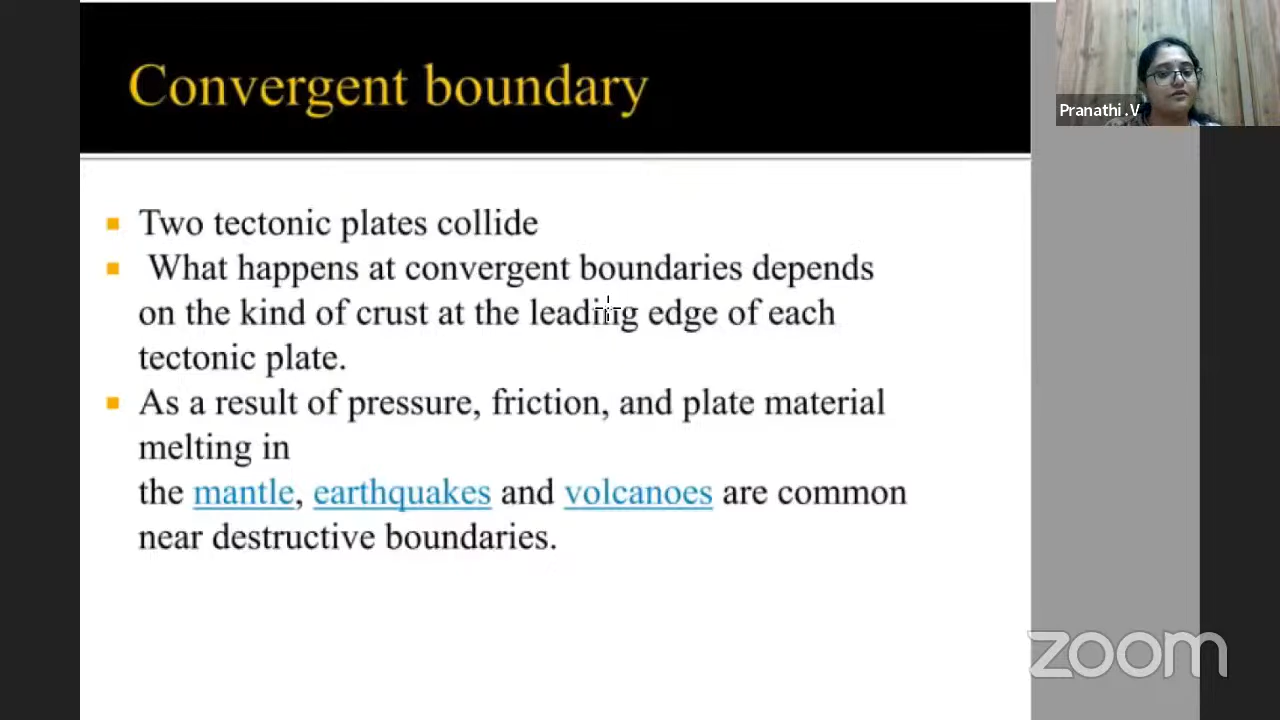 Convergent boundary
Pranathi .V
Two tectonic plates collide
What happens at convergent boundaries depends
on the kind of crust at the leading edge of each
tectonic plate.
As a result of pressure, friction, and plate material
melting in
the mantle, earthquakes and volcanoes are common
near destructive boundaries.
zoom